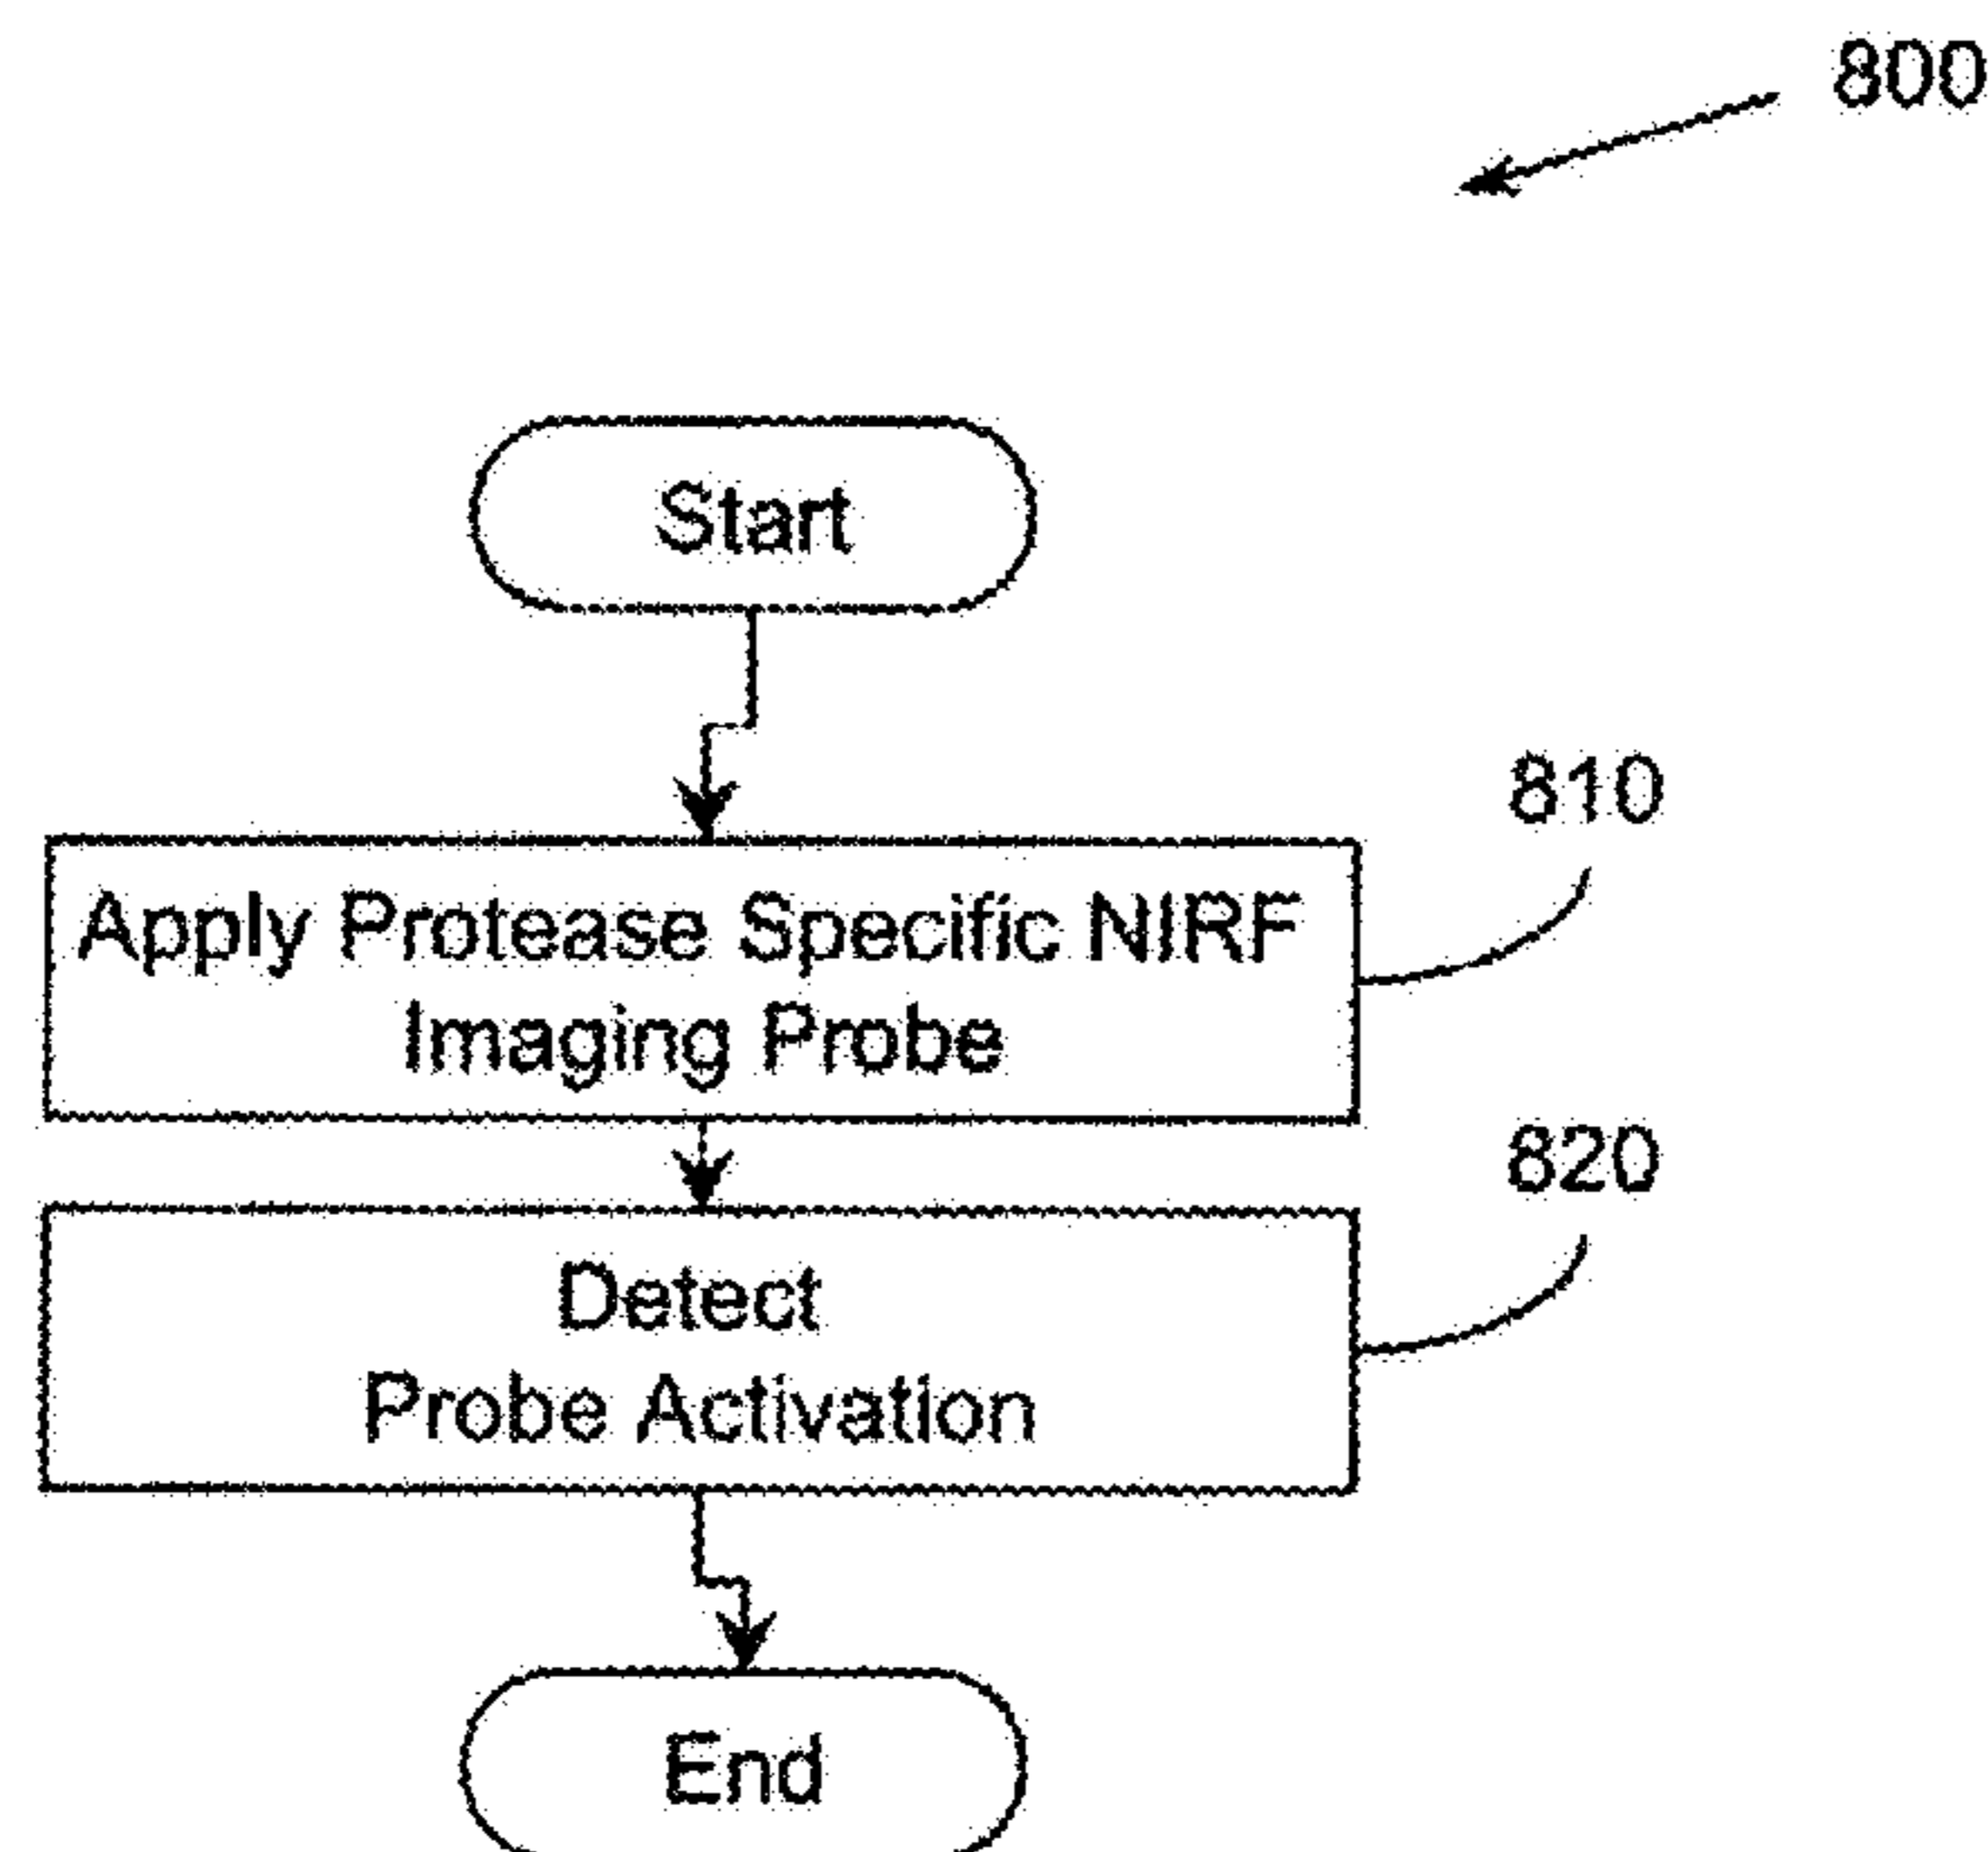 800
Start
810
Apply Protease Specific NIRF
Imaging Probe
820
Detect
Probe Activation
End